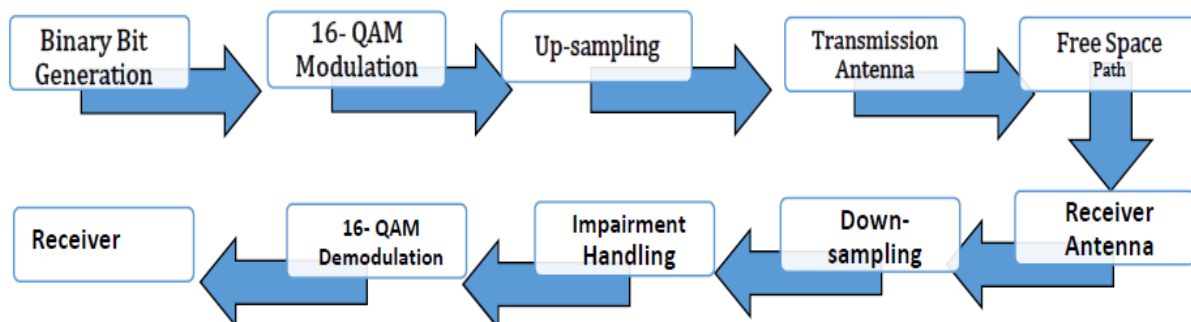 Binary Bit
Generation
16- QAM
Modulation
Up-sampling
Transmission
Antenna
Free Space
Path
Receiver
Antenna
Down-
sampling
Impairment
Handling
16- QAM
Demodulation
Receiver